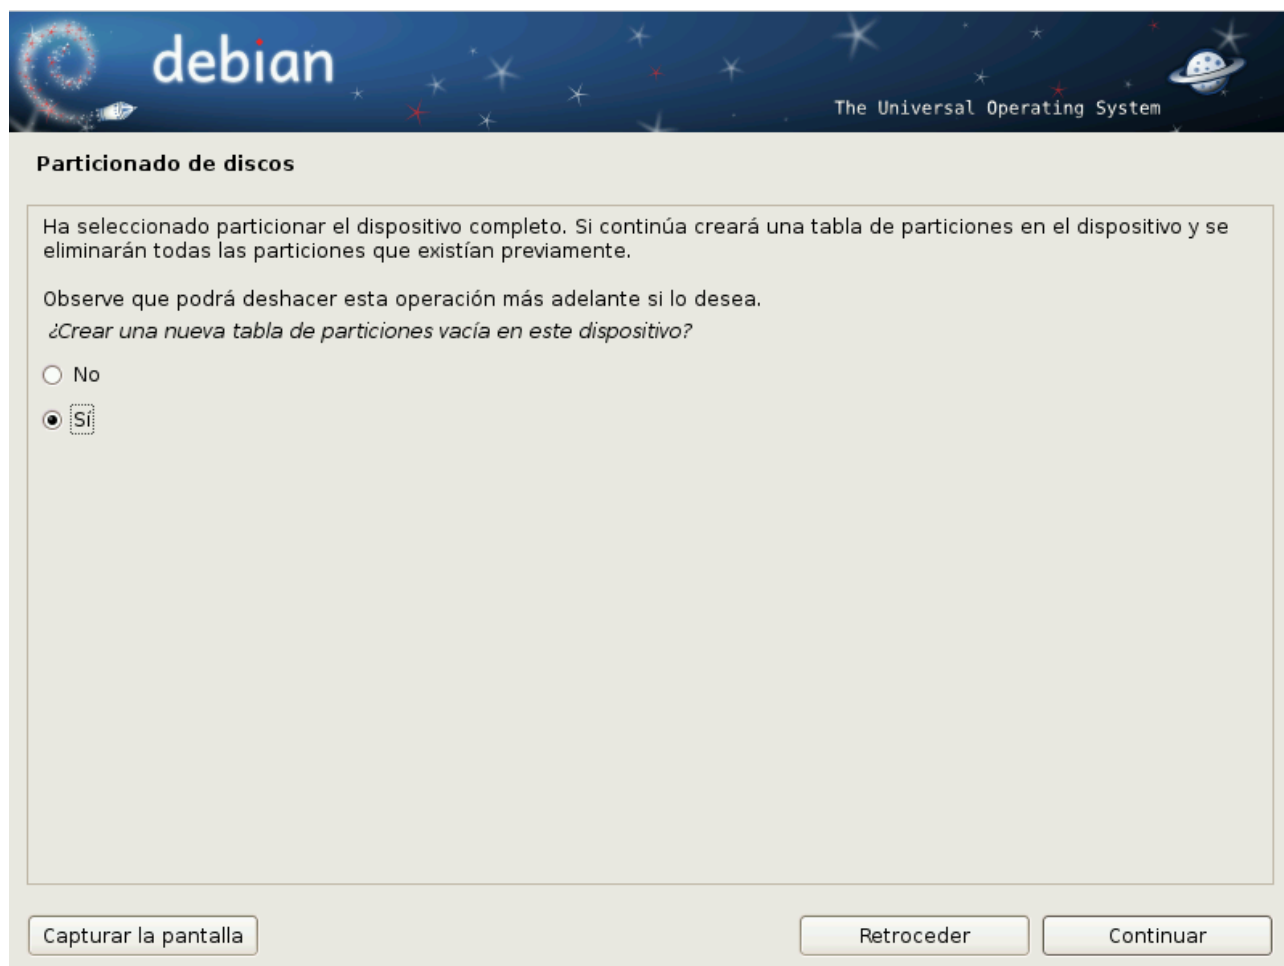 debian
The Universal Operating System
Particionado de discos
Ha seleccionado particionar el dispositivo completo. Si continúa creará una tabla de particiones en el dispositivo y se
eliminarán todas las particiones que existían previamente.
Observe que podrá deshacer esta operación más adelante si lo desea.
¿Crear una nueva tabla de particiones vacía en este dispositivo?
No
Sí
Capturar la pantalla
Retroceder
Continuar